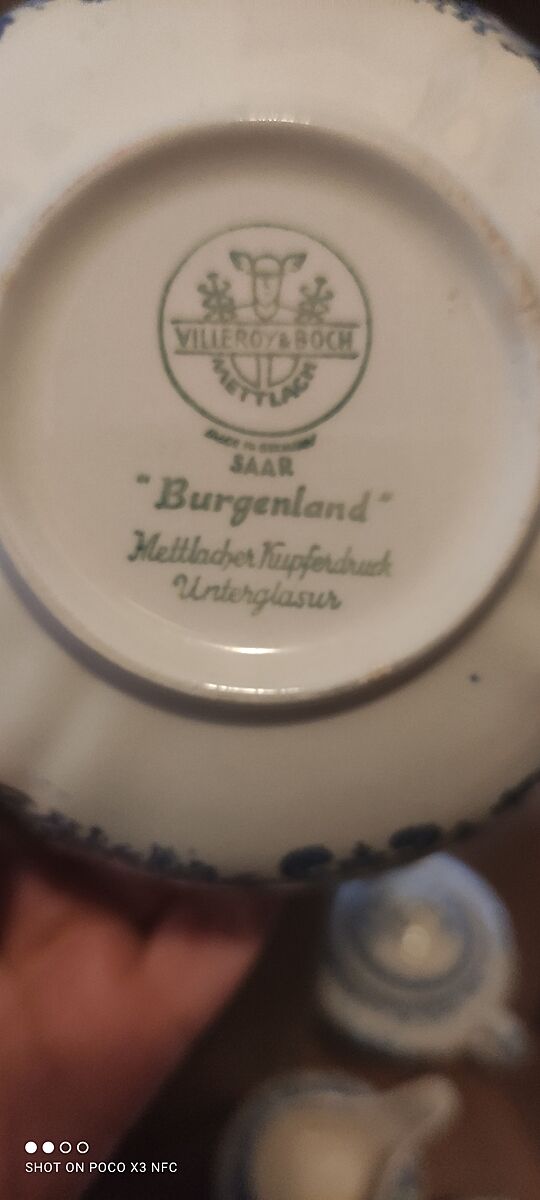 VILLEROY & BOCH
METTLACH
SAAR
"Burgenland"
Mettlacher Kupferdruck
Unterglasur
SHOT ON POCO X3 NFC